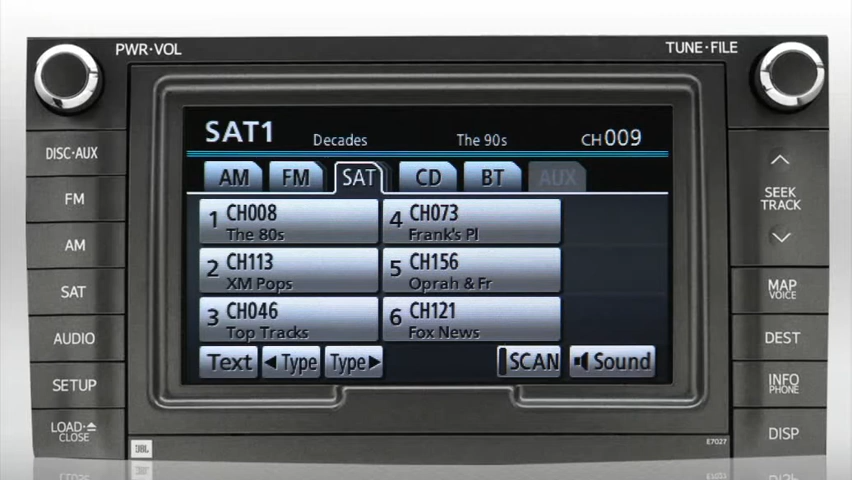 PWR·VOL
TUNE·FILE
DISC·AUX
FM
AM
SAT
AUDIO
SETUP
LOAD·⏏
CLOSE
SAT1
Decades
The 90s
CH009
AM
FM
SAT
CD
BT
AUX
1 CH008
The 80s
4 CH073
Frank's Pl
2 CH113
XM Pops
5 CH156
Oprah & Fr
3 CH046
Top Tracks
6 CH121
Fox News
Text
◀Type
Type▶
SCAN
Sound
SEEK
TRACK
MAP
VOICE
DEST
INFO
PHONE
DISP
JBL
E7027